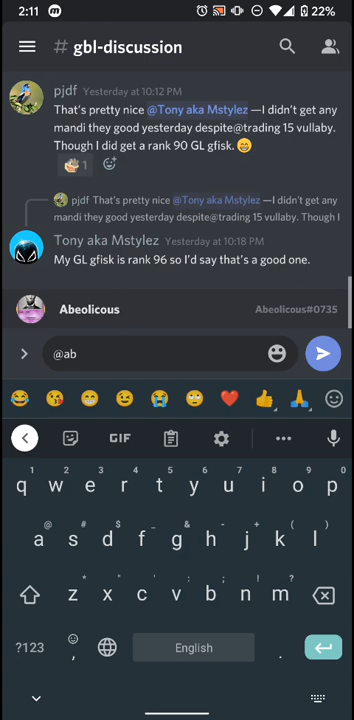 2:11
22%
# gbl-discussion
pjdf Yesterday at 10:12 PM
That's pretty nice @Tony aka Mstylez —I didn't get any
mandi they good yesterday despite@trading 15 vullaby.
Though I did get a rank 90 GL gfisk. 😁
👏 1
pjdf That's pretty nice @Tony aka Mstylez —I didn't get any
mandi they good yesterday despite@trading 15 vullaby. Though I
Tony aka Mstylez Yesterday at 10:18 PM
My GL gfisk is rank 96 so I'd say that's a good one.
Abeolicous Abeolicous#0735
@ab
GIF
1 2 3 4 5 6 7 8 9 0
q w e r t y u i o p
@ # $ _ & - + ( )
a s d f g h j k l
* " ' : ; ! ?
z x c v b n m
?123 , English .